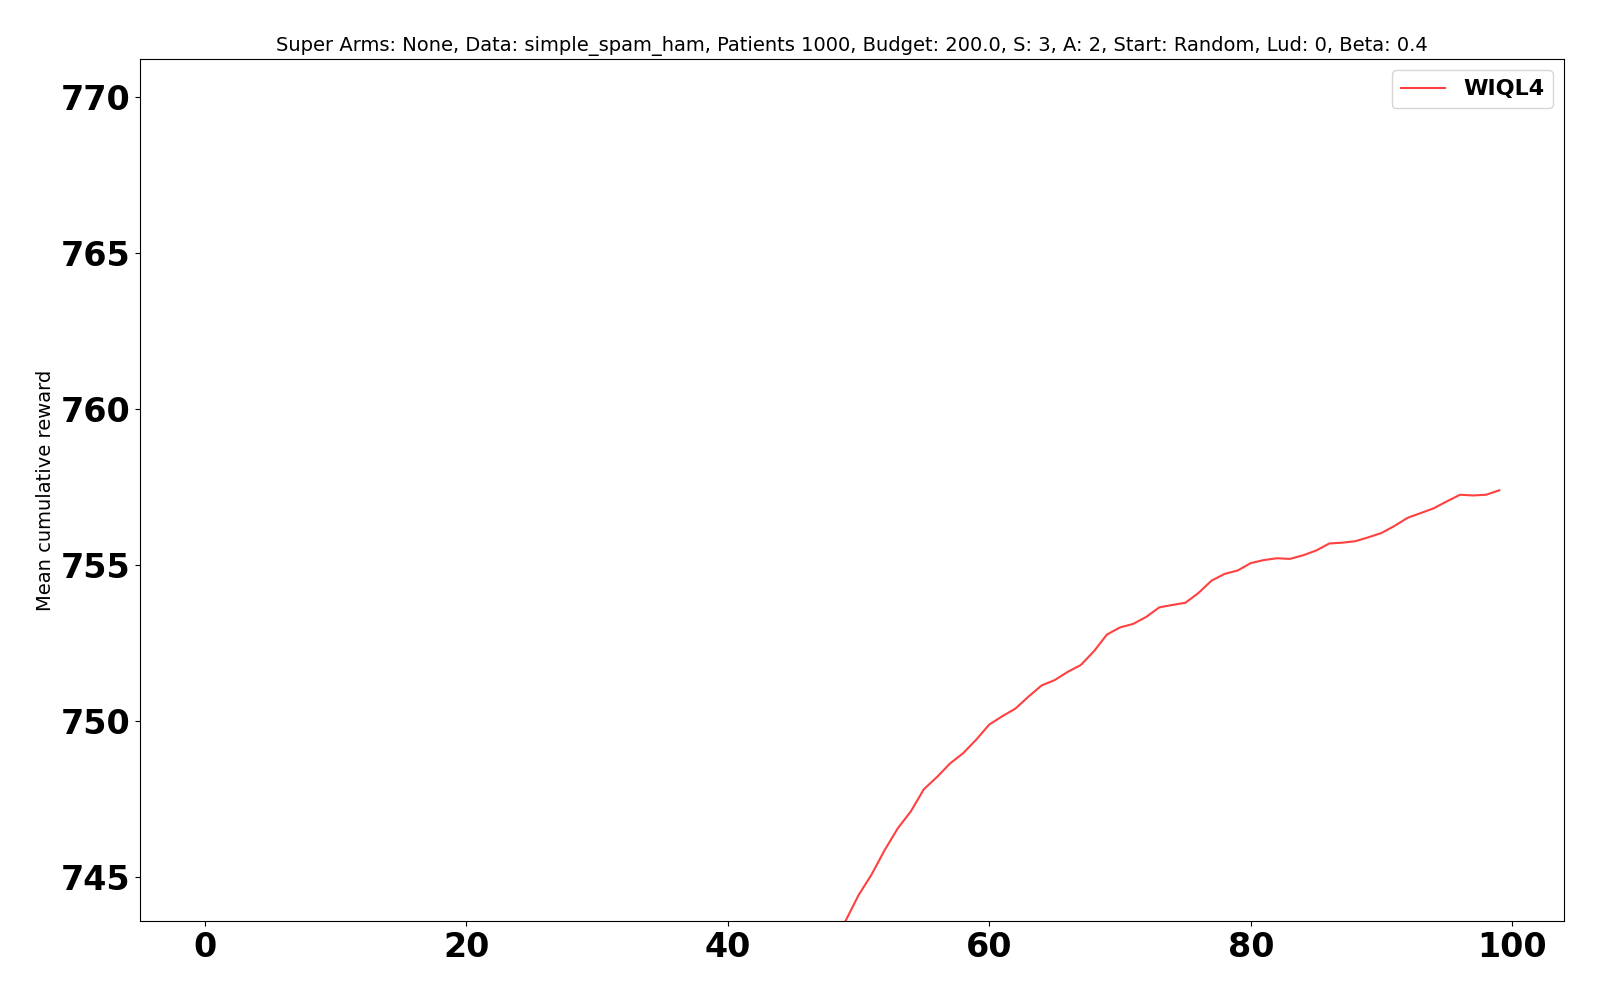 Super Arms: None, Data: simple_spam_ham, Patients 1000, Budget: 200.0, S: 3, A: 2, Start: Random, Lud: 0, Beta: 0.4
WIQL4
Mean cumulative reward
770
765
760
755
750
745
0 20 40 60 80 100